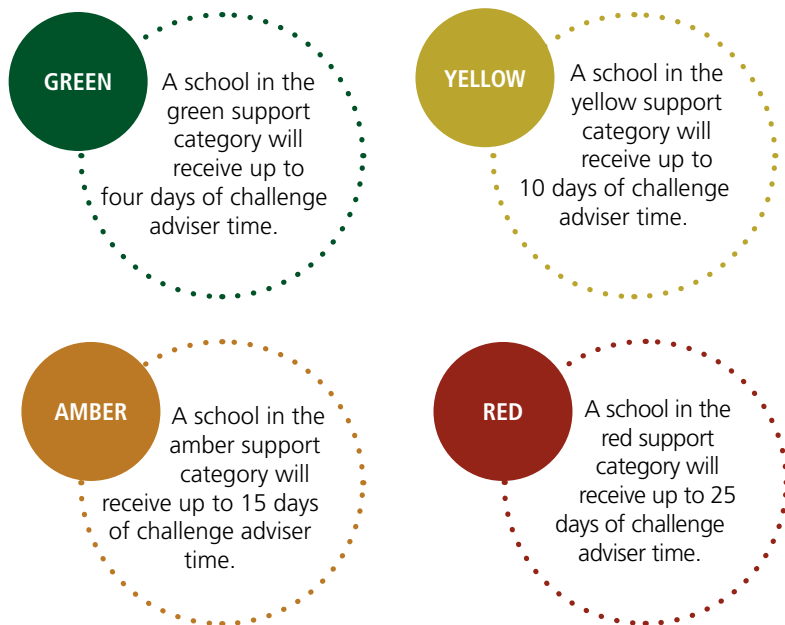 GREEN
A school in the
green support
category will
receive up to
four days of challenge
adviser time.
YELLOW
A school in the
yellow support
category will
receive up to
10 days of challenge
adviser time.
AMBER
A school in the
amber support
category will
receive up to 15 days
of challenge adviser
time.
RED
A school in the
red support
category will
receive up to 25
days of challenge
adviser time.